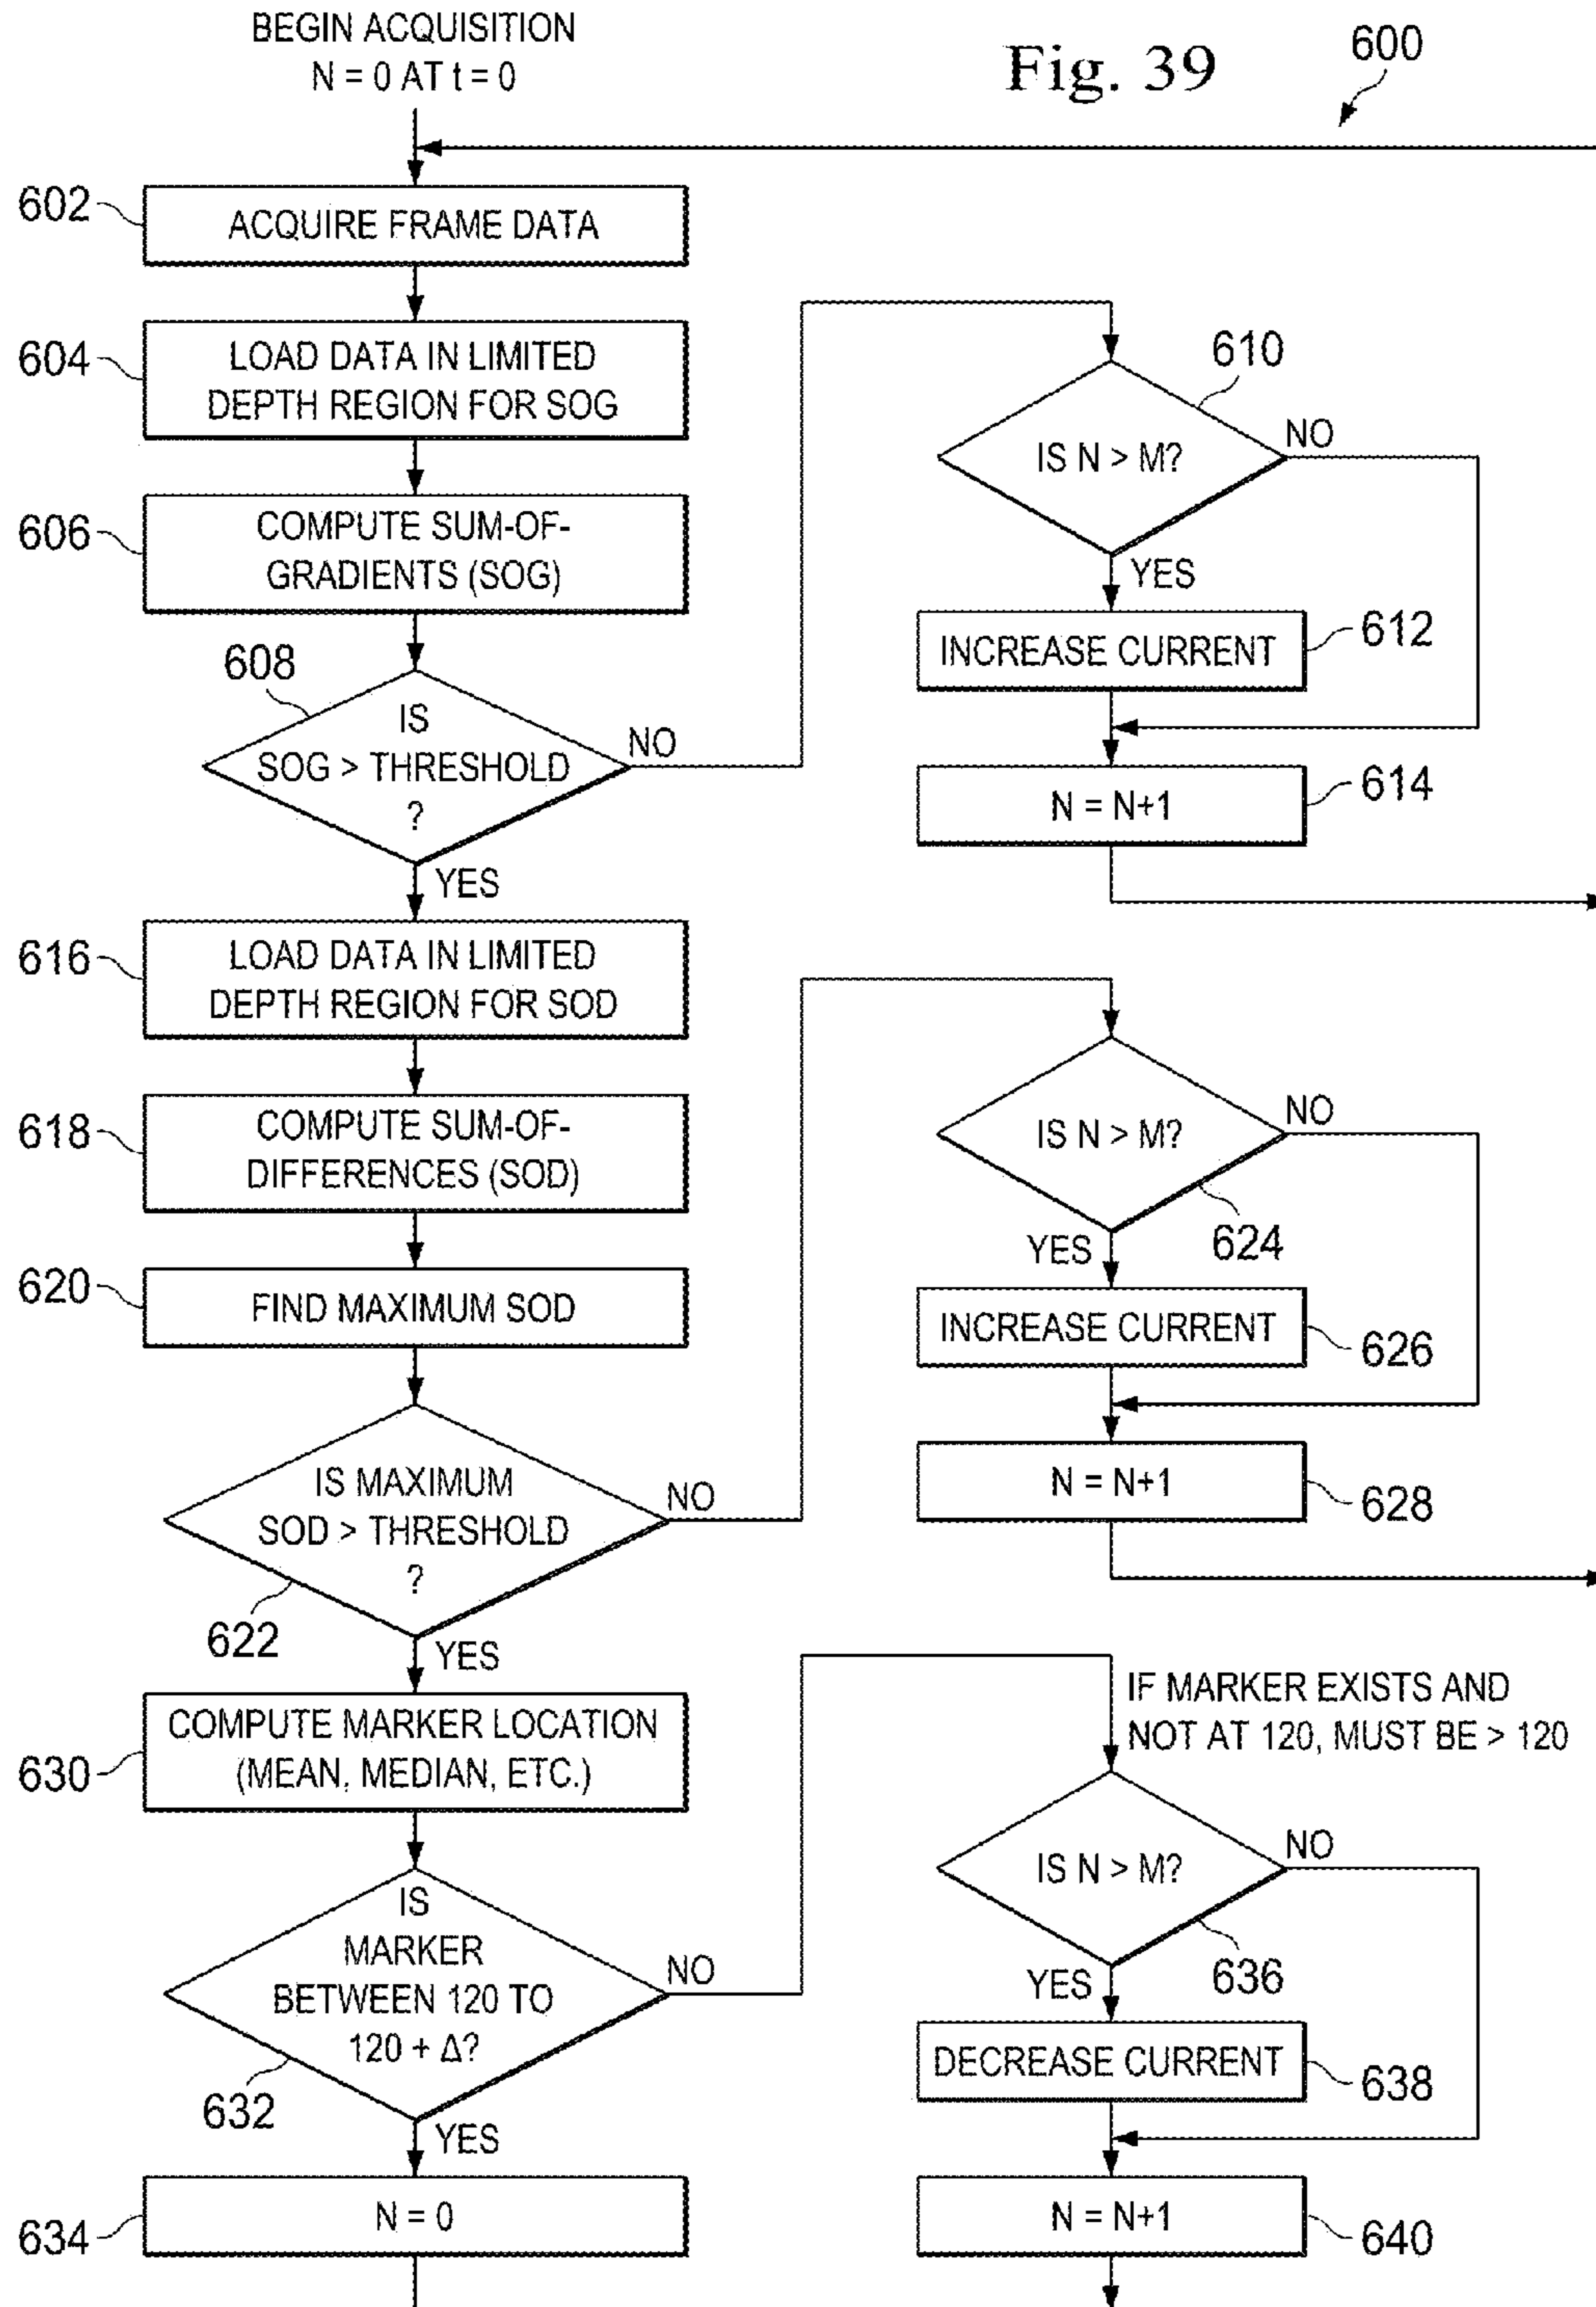 BEGIN ACQUISITION
N = 0 AT t = 0
Fig. 39
600
602
ACQUIRE FRAME DATA
604
LOAD DATA IN LIMITED
DEPTH REGION FOR SOG
606
COMPUTE SUM-OF-
GRADIENTS (SOG)
608
IS
SOG > THRESHOLD
?
NO
YES
610
IS N > M?
NO
YES
INCREASE CURRENT
612
N = N+1
614
616
LOAD DATA IN LIMITED
DEPTH REGION FOR SOD
618
COMPUTE SUM-OF-
DIFFERENCES (SOD)
620
FIND MAXIMUM SOD
IS MAXIMUM
SOD > THRESHOLD
?
NO
622
YES
IS N > M?
NO
624
YES
INCREASE CURRENT
626
N = N+1
628
630
COMPUTE MARKER LOCATION
(MEAN, MEDIAN, ETC.)
IS
MARKER
BETWEEN 120 TO
120 + Δ?
NO
632
YES
634
N = 0
IF MARKER EXISTS AND
NOT AT 120, MUST BE > 120
IS N > M?
NO
636
YES
DECREASE CURRENT
638
N = N+1
640